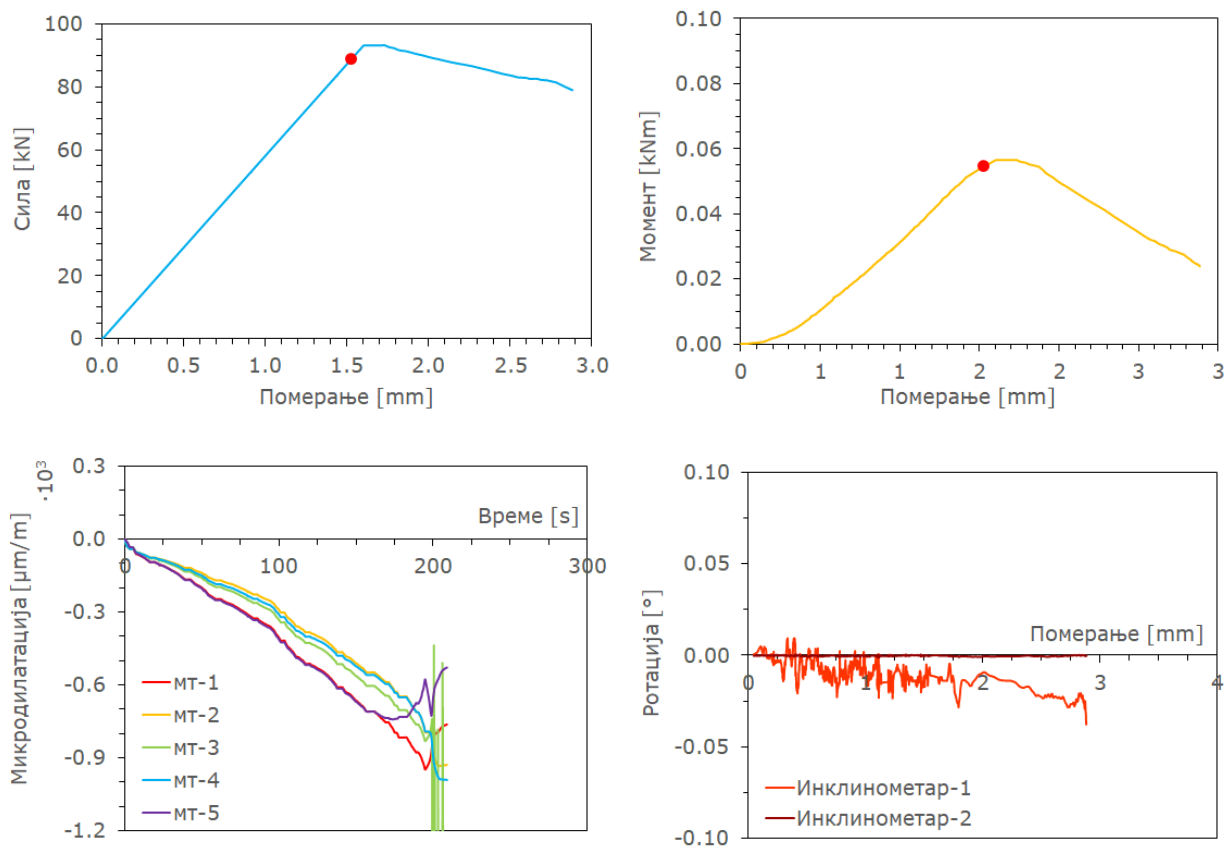 100
80
60
40
20
0
Сила [kN]
0.0 0.5 1.0 1.5 2.0 2.5 3.0
Померање [mm]
0.10
0.08
0.06
0.04
0.02
0.00
Момент [kNm]
0 1 1 2 2 3 3
Померање [mm]
·10³
0.3
0.0
-0.3
-0.6
-0.9
-1.2
Микродилатација [µm/m]
Време [s]
0 100 200 300
мт-1
мт-2
мт-3
мт-4
мт-5
0.10
0.05
0.00
-0.05
-0.10
Ротација [°]
Померање [mm]
0 1 2 3 4
Инклинометар-1
Инклинометар-2